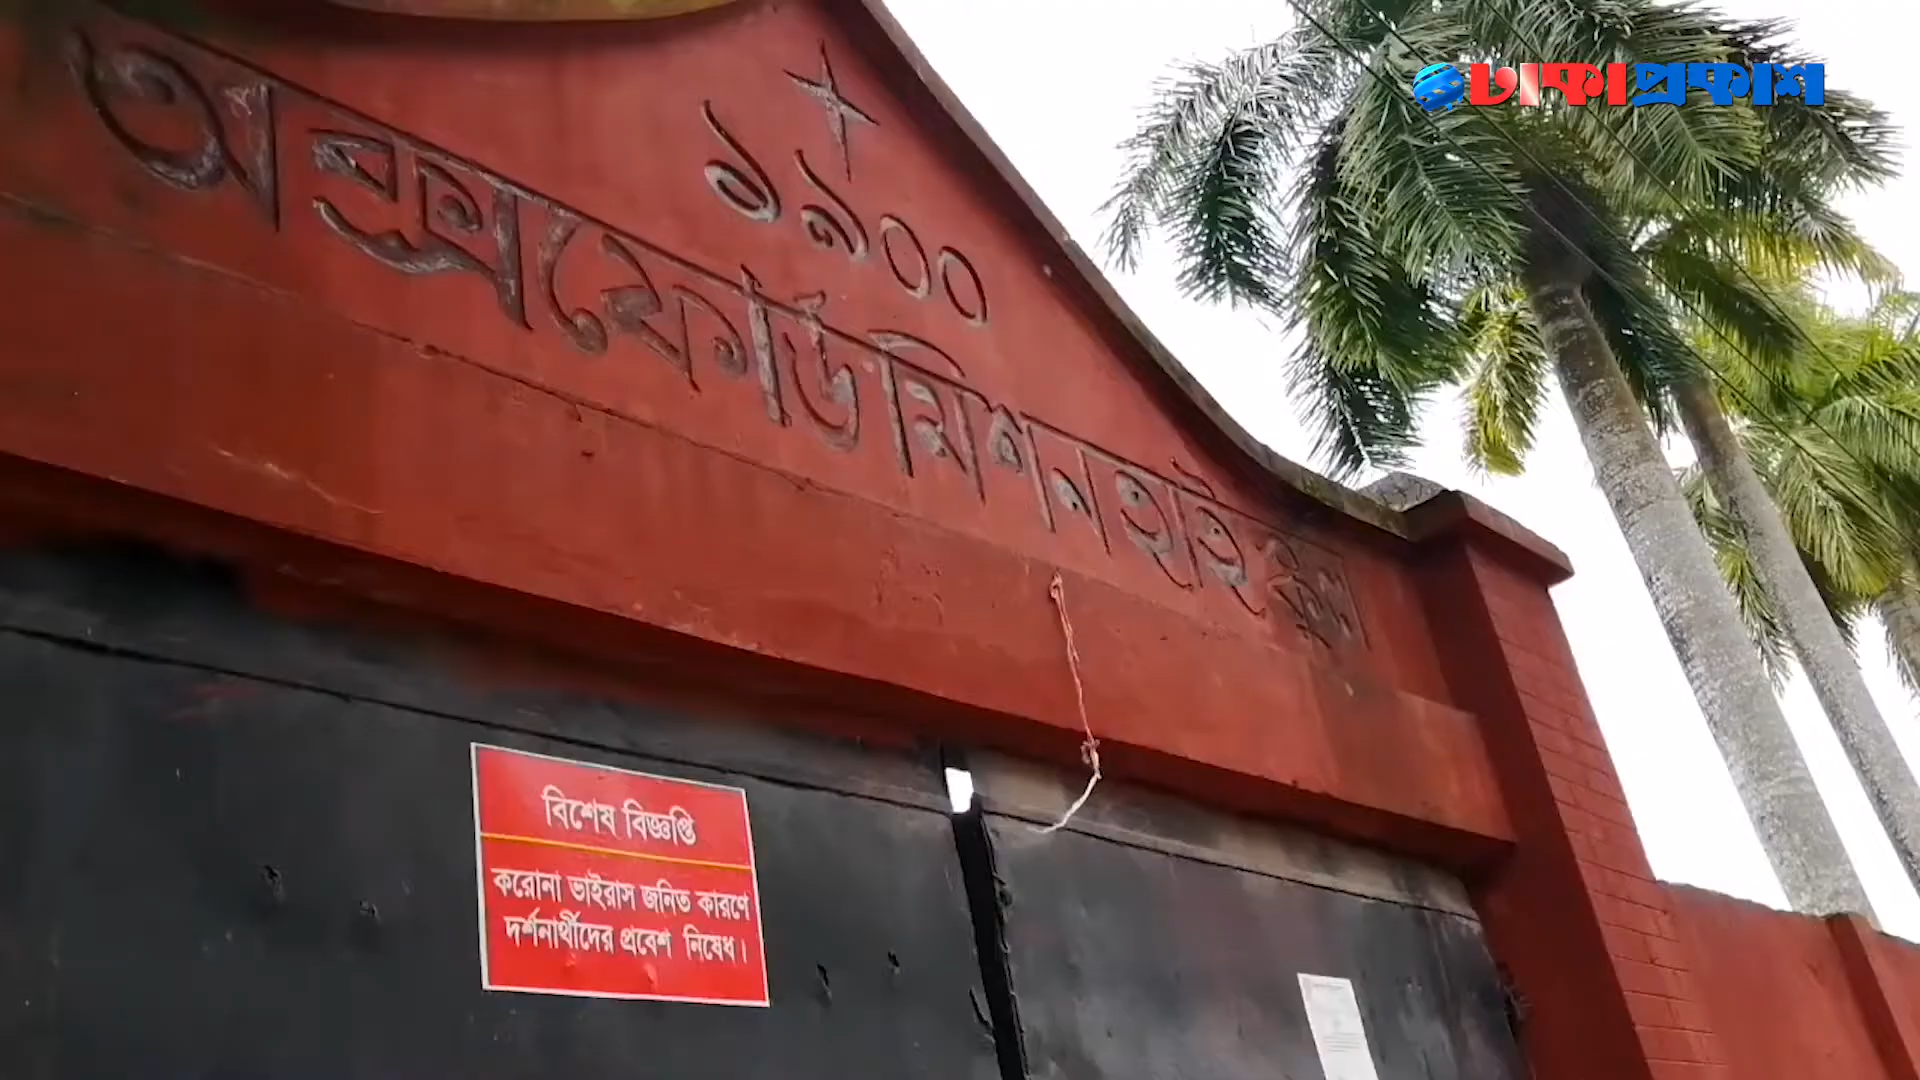 ঢাকাপ্রকাশ
১৯০০
অক্সফোর্ড মিশন হাই স্কুল
বিশেষ বিজ্ঞপ্তি
করোনা ভাইরাস জনিত কারণে
দর্শনার্থীদের প্রবেশ নিষেধ।